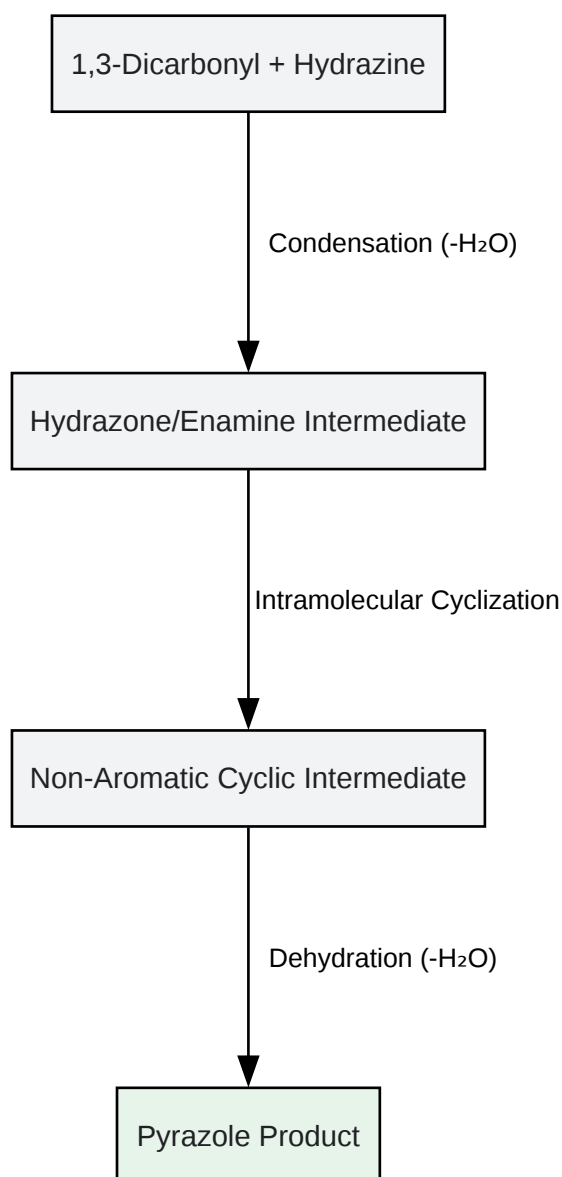 1,3-Dicarbonyl + Hydrazine
Condensation (-H₂O)
Hydrazone/Enamine Intermediate
Intramolecular Cyclization
Non-Aromatic Cyclic Intermediate
Dehydration (-H₂O)
Pyrazole Product